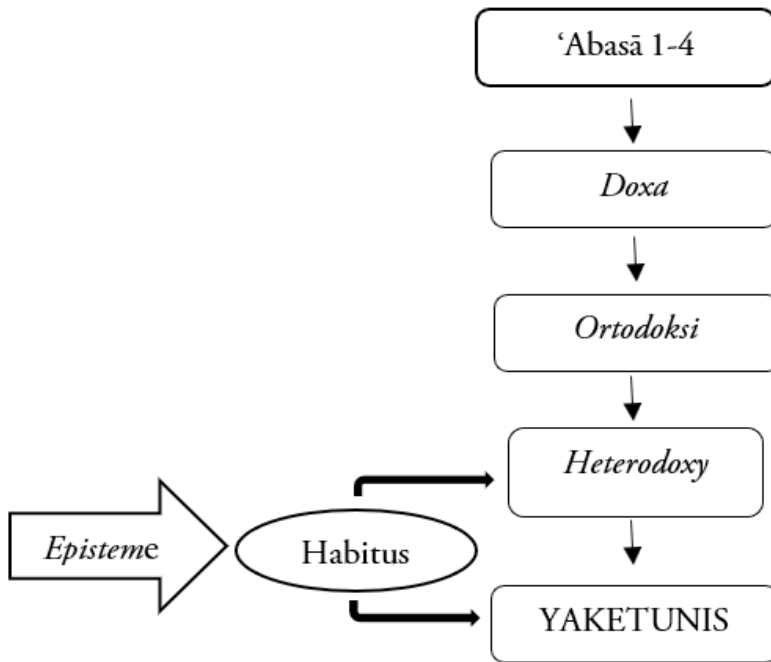 ‘Abasā 1-4
Doxa
Ortodoksi
Heterodoxy
Episteme
Habitus
YAKETUNIS